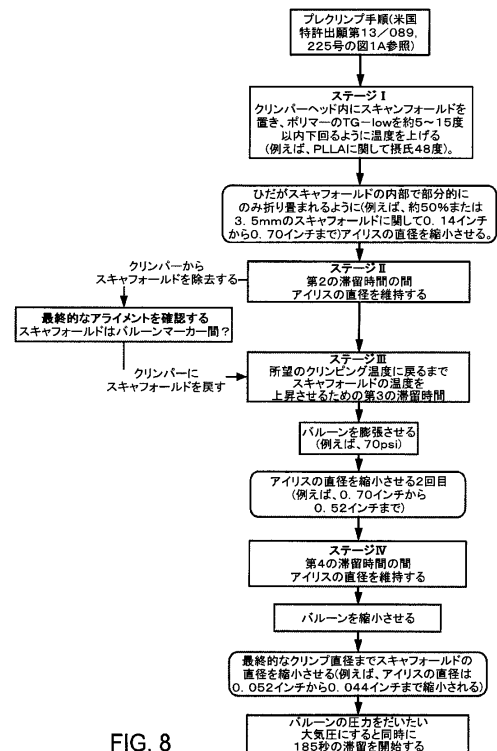 プレクリンプ手順(米国
特許出願第13/089,
225号の図1A参照)
ステージⅠ
クリンパーヘッド内にスキャンフォールドを
置き、ポリマーのTG-lowを約5~15度
以内下回るように温度を上げる
(例えば、PLLAに関して摂氏48度)。
ひだがスキャフォールドの内部で部分的に
のみ折り畳まれるように(例えば、約50%または
3.5mmのスキャフォールドに関して0.14インチ
から0.70インチまで)アイリスの直径を縮小させる。
クリンパーから
スキャフォールドを除去する
ステージⅡ
第2の滞留時間の間
アイリスの直径を維持する
最終的なアライメントを確認する
スキャフォールドはバルーンマーカー間?
クリンパーに
スキャフォールドを戻す
ステージⅢ
所望のクリンピング温度に戻るまで
スキャフォールドの温度を
上昇させるための第3の滞留時間
バルーンを膨張させる
(例えば、70psi)
アイリスの直径を縮小させる2回目
(例えば、0.70インチから
0.52インチまで)
ステージⅣ
第4の滞留時間の間
アイリスの直径を維持する
バルーンを縮小させる
最終的なクリンプ直径までスキャフォールドの
直径を縮小させる(例えば、アイリスの直径は
0.052インチから0.044インチまで縮小される)
バルーンの圧力をだいたい
大気圧にすると同時に
185秒の滞留を開始する
FIG. 8